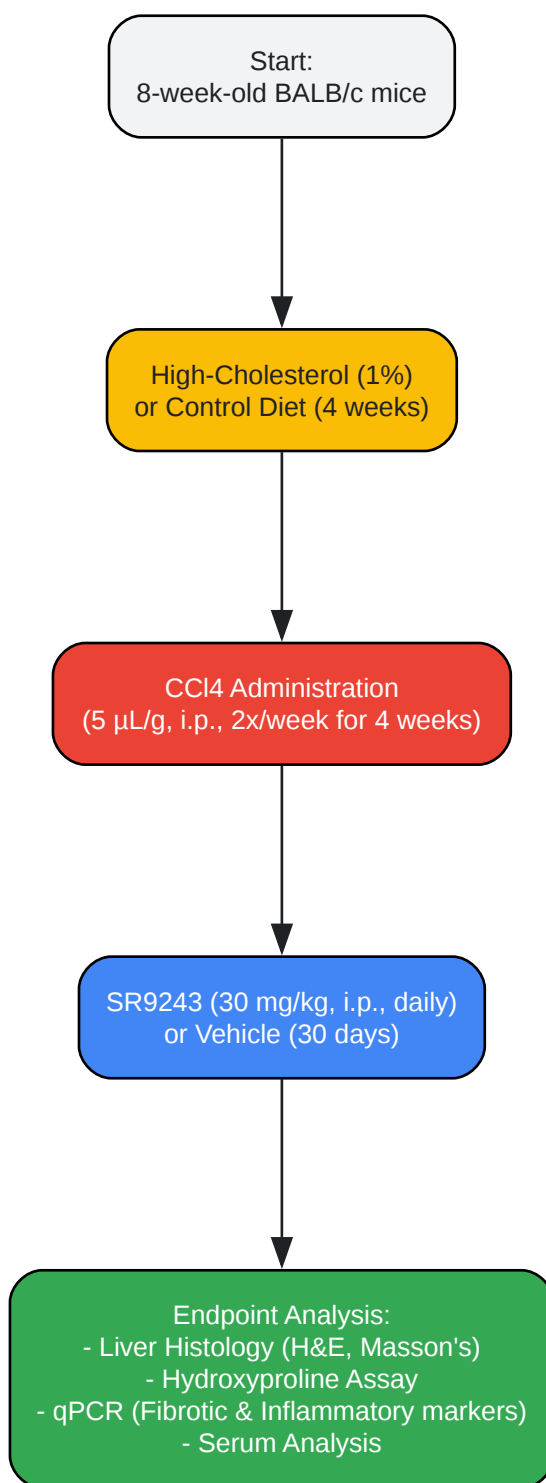 Start:
8-week-old BALB/c mice
High-Cholesterol (1%)
or Control Diet (4 weeks)
CCl4 Administration
(5 µL/g, i.p., 2x/week for 4 weeks)
SR9243 (30 mg/kg, i.p., daily)
or Vehicle (30 days)
Endpoint Analysis:
- Liver Histology (H&E, Masson's)
- Hydroxyproline Assay
- qPCR (Fibrotic & Inflammatory markers)
- Serum Analysis